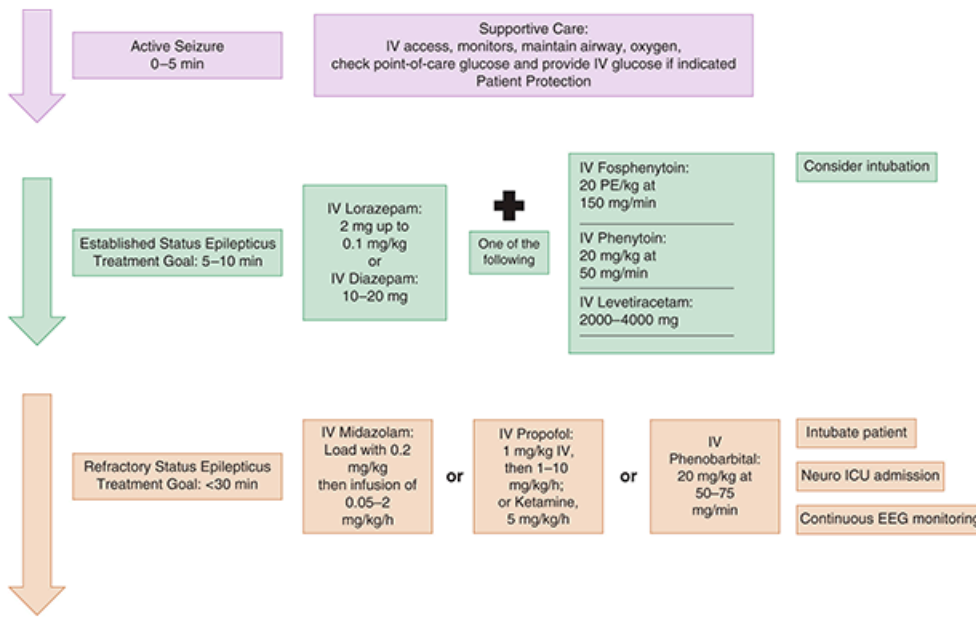 Active Seizure
0–5 min
Supportive Care:
IV access, monitors, maintain airway, oxygen,
check point-of-care glucose and provide IV glucose if indicated
Patient Protection
Established Status Epilepticus
Treatment Goal: 5–10 min
IV Lorazepam:
2 mg up to
0.1 mg/kg
or
IV Diazepam:
10–20 mg
One of the
following
IV Fosphenytoin:
20 PE/kg at
150 mg/min
IV Phenytoin:
20 mg/kg at
50 mg/min
IV Levetiracetam:
2000–4000 mg
Consider intubation
Refractory Status Epilepticus
Treatment Goal: <30 min
IV Midazolam:
Load with 0.2
mg/kg
then infusion of
0.05–2
mg/kg/h
or
IV Propofol:
1 mg/kg IV,
then 1–10
mg/kg/h;
or Ketamine,
5 mg/kg/h
or
IV
Phenobarbital:
20 mg/kg at
50–75
mg/min
Intubate patient
Neuro ICU admission
Continuous EEG monitoring